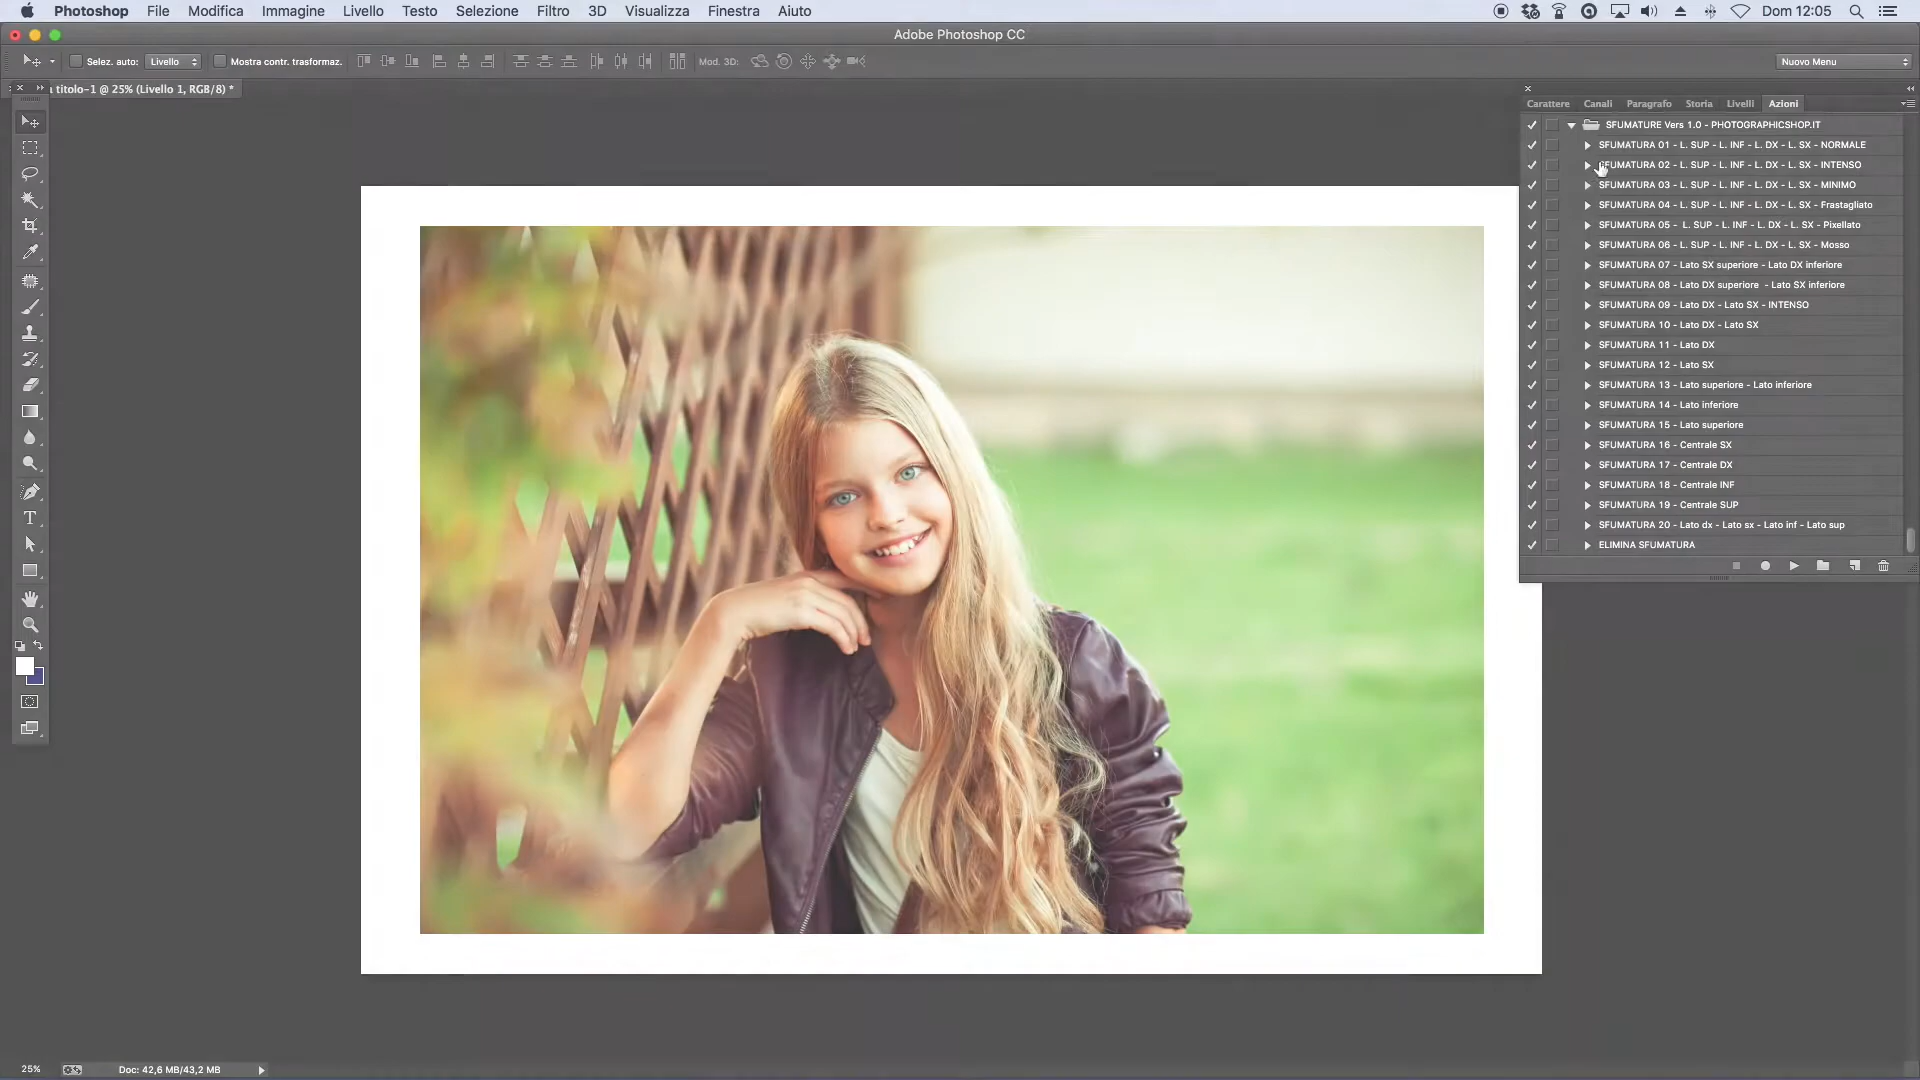 Photoshop File Modifica Immagine Livello Testo Selezione Filtro 3D Visualizza Finestra Aiuto Dom 12:05
Adobe Photoshop CC
Selez. auto: Livello Mostra contr. trasformaz. Mod. 3D: Nuovo Menu
titolo-1 @ 25% (Livello 1, RGB/8) *
Carattere Canali Paragrafo Storia Livelli Azioni
SFUMATURE Vers 1.0 - PHOTOGRAPHICSHOP.IT
SFUMATURA 01 - L. SUP - L. INF - L. DX - L. SX - NORMALE
SFUMATURA 02 - L. SUP - L. INF - L. DX - L. SX - INTENSO
SFUMATURA 03 - L. SUP - L. INF - L. DX - L. SX - MINIMO
SFUMATURA 04 - L. SUP - L. INF - L. DX - L. SX - Frastagliato
SFUMATURA 05 - L. SUP - L. INF - L. DX - L. SX - Pixellato
SFUMATURA 06 - L. SUP - L. INF - L. DX - L. SX - Mosso
SFUMATURA 07 - Lato SX superiore - Lato DX inferiore
SFUMATURA 08 - Lato DX superiore - Lato SX inferiore
SFUMATURA 09 - Lato DX - Lato SX - INTENSO
SFUMATURA 10 - Lato DX - Lato SX
SFUMATURA 11 - Lato DX
SFUMATURA 12 - Lato SX
SFUMATURA 13 - Lato superiore - Lato inferiore
SFUMATURA 14 - Lato inferiore
SFUMATURA 15 - Lato superiore
SFUMATURA 16 - Centrale SX
SFUMATURA 17 - Centrale DX
SFUMATURA 18 - Centrale INF
SFUMATURA 19 - Centrale SUP
SFUMATURA 20 - Lato dx - Lato sx - Lato inf - Lato sup
ELIMINA SFUMATURA
25% Doc: 42,6 MB/43,2 MB